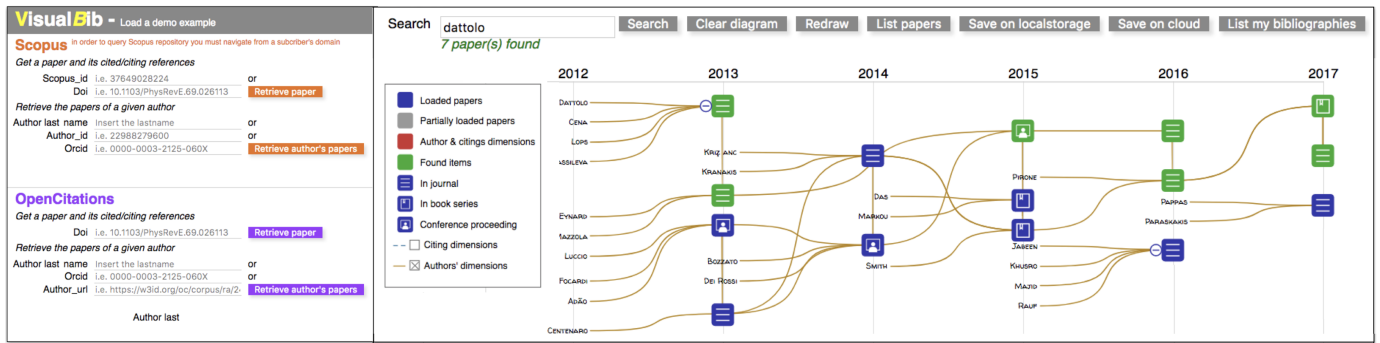 VisualBib - Load a demo example
Scopus in order to query Scopus repository you must navigate from a subcriber's domain
Get a paper and its cited/citing references
Scopus_id i.e. 37649028224 or
Doi i.e. 10.1103/PhysRevE.69.026113 Retrieve paper
Retrieve the papers of a given author
Author last name Insert the lastname or
Author_id i.e. 22988279600 or
Orcid i.e. 0000-0003-2125-060X Retrieve author's papers
OpenCitations
Get a paper and its cited/citing references
Doi i.e. 10.1103/PhysRevE.69.026113 Retrieve paper
Retrieve the papers of a given author
Author last name Insert the lastname or
Orcid i.e. 0000-0003-2125-060X or
Author_url i.e. https://w3id.org/oc/corpus/ra/2 Retrieve author's papers
Author last
Search dattolo Search Clear diagram Redraw List papers Save on localstorage Save on cloud List my bibliographies
7 paper(s) found
2012 2013 2014 2015 2016 2017
Loaded papers
Partially loaded papers
Author & citings dimensions
Found items
In journal
In book series
Conference proceeding
Citing dimensions
Authors' dimensions
Dattolo
Cena
Lops
assileva
Eynard
Mazzola
Luccio
Focardi
Adão
Centenaro
Krizanc
Kranakis
Bozzato
Dei Rossi
Das
Markou
Smith
Pirone
Jabeen
Khusro
Majid
Rauf
Pappas
Paraskakis